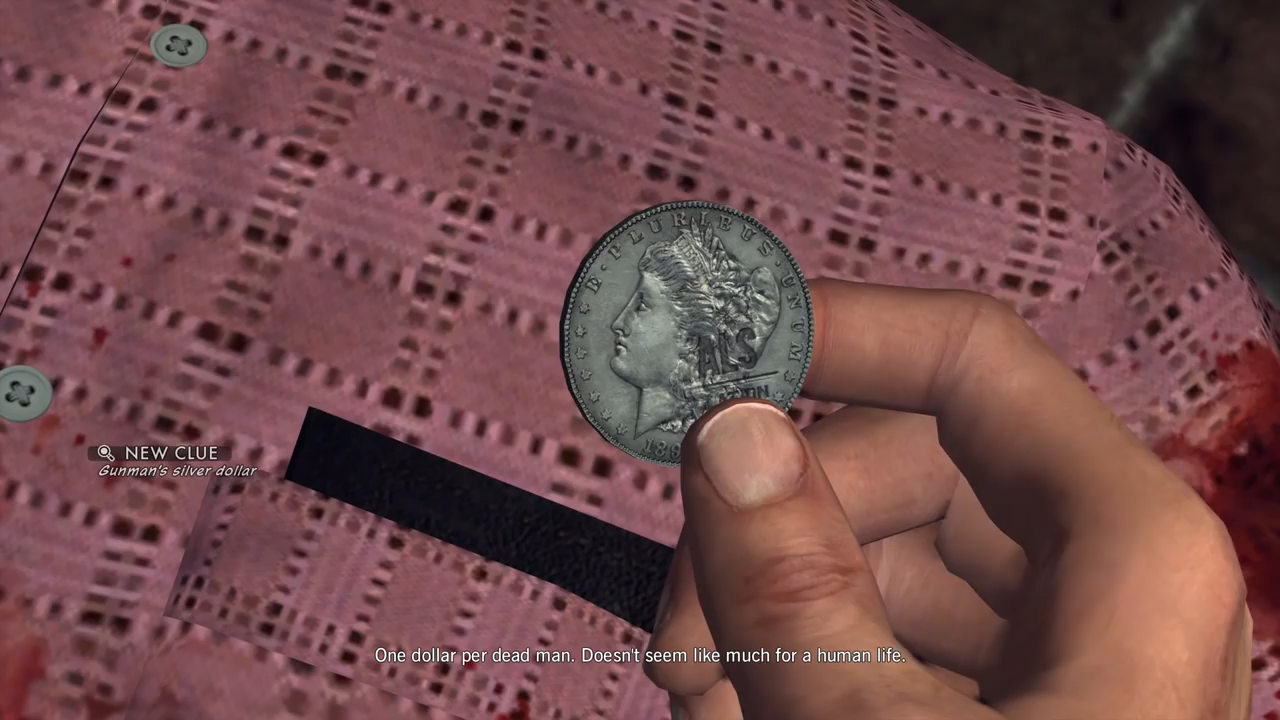 E·PLURIBUS·UNUM
ALS
189
NEW CLUE
Gunman's silver dollar
One dollar per dead man. Doesn't seem like much for a human life.